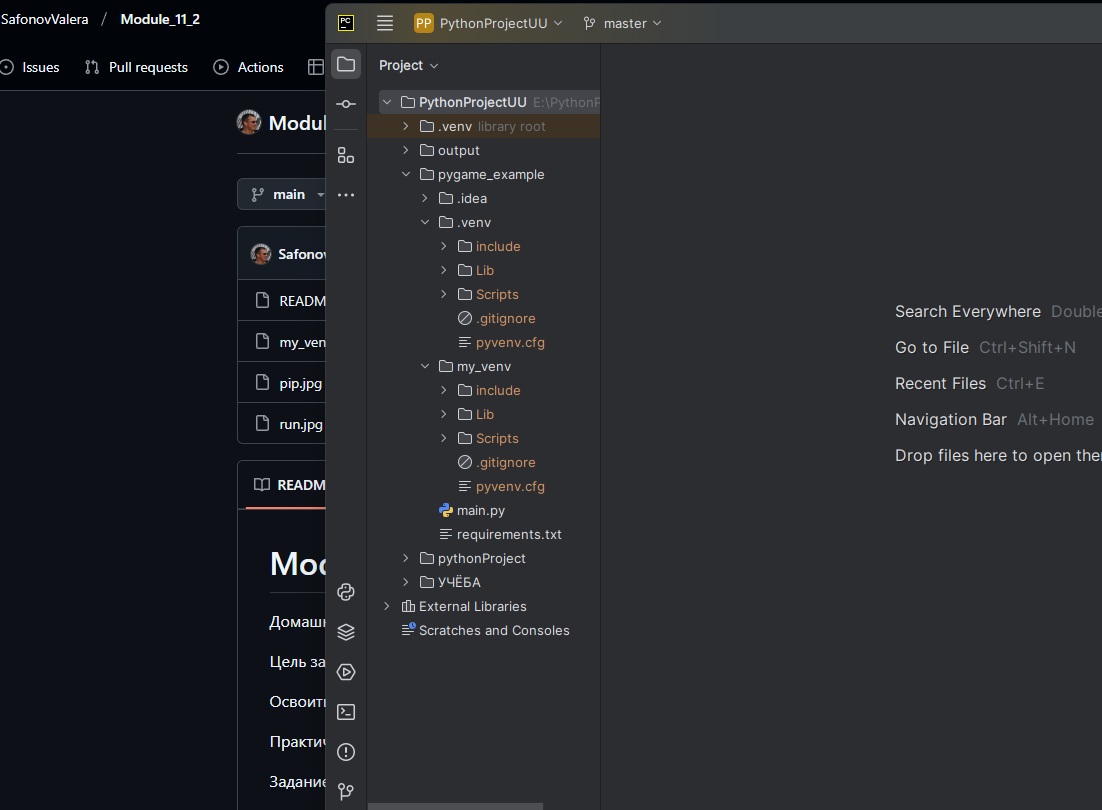 SafonovValera / Module_11_2
Issues Pull requests Actions
Modul
main
Safonov
READM
my_ven
pip.jpg
run.jpg
READM
Mod
Домашн
Цель за
Освоить
Практич
Задание
PC
PP PythonProjectUU master
Project
PythonProjectUU E:\PythonP
.venv library root
output
pygame_example
.idea
.venv
include
Lib
Scripts
.gitignore
pyvenv.cfg
my_venv
include
Lib
Scripts
.gitignore
pyvenv.cfg
main.py
requirements.txt
pythonProject
УЧЁБА
External Libraries
Scratches and Consoles
Search Everywhere Double
Go to File Ctrl+Shift+N
Recent Files Ctrl+E
Navigation Bar Alt+Home
Drop files here to open ther